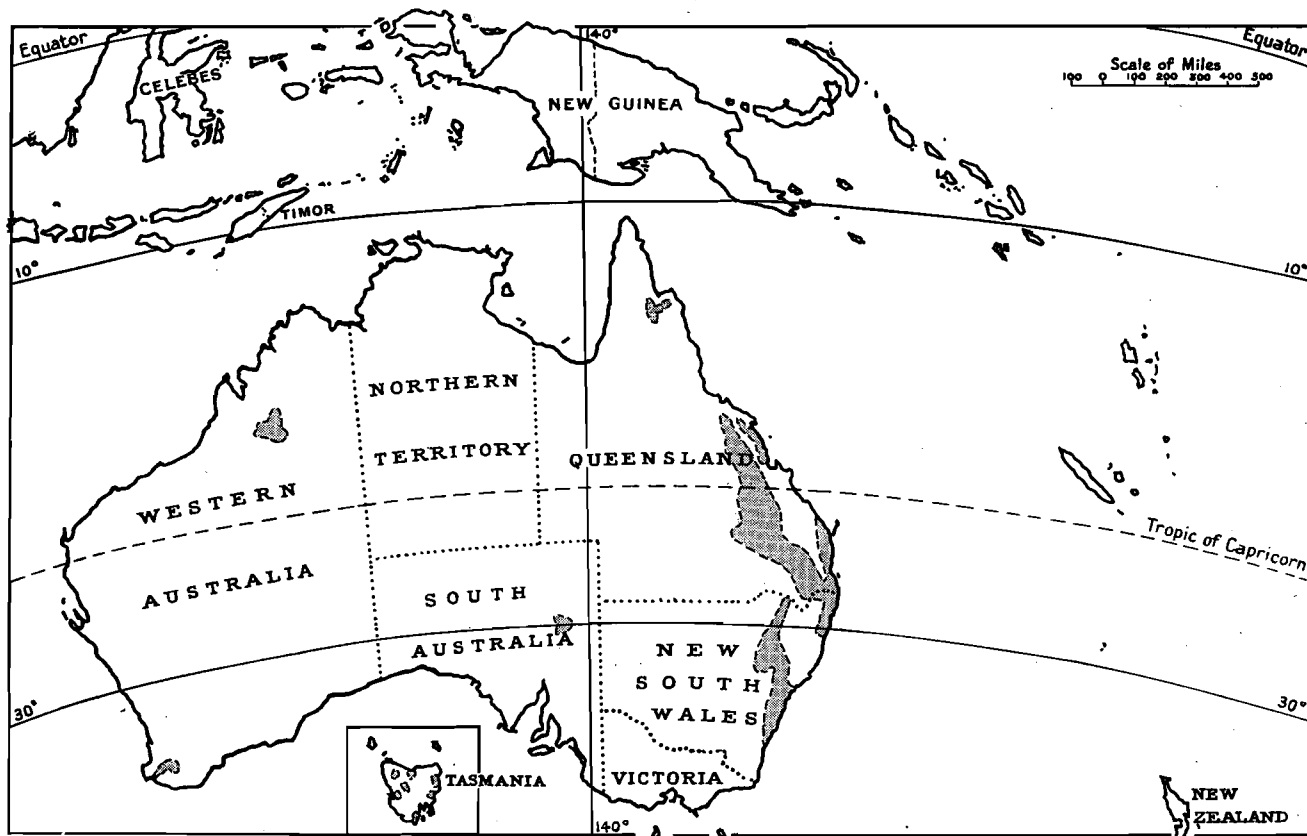 Equator
40°
Equator
Scale of Miles
100 0 100 200 300 400 500
CELEBES
NEW GUINEA
TIMOR
10°
10°
NORTHERN
TERRITORY
QUEENSLAND
WESTERN
AUSTRALIA
Tropic of Capricorn
SOUTH
AUSTRALIA
NEW
SOUTH
WALES
30°
30°
TASMANIA
VICTORIA
NEW
ZEALAND
140°